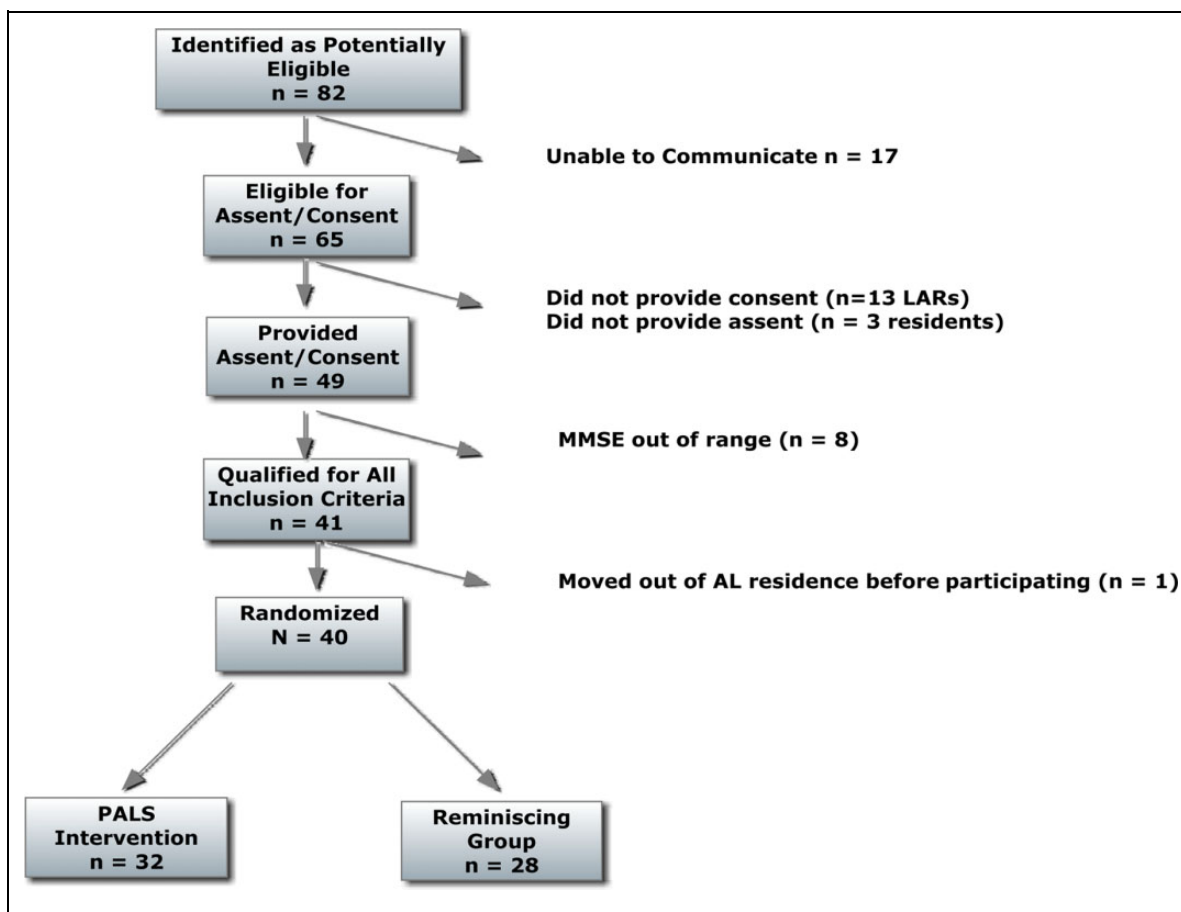 Identified as Potentially
Eligible
n = 82
Unable to Communicate n = 17
Eligible for
Assent/Consent
n = 65
Did not provide consent (n=13 LARs)
Did not provide assent (n = 3 residents)
Provided
Assent/Consent
n = 49
MMSE out of range (n = 8)
Qualified for All
Inclusion Criteria
n = 41
Moved out of AL residence before participating (n = 1)
Randomized
N = 40
PALS
Intervention
n = 32
Reminiscing
Group
n = 28